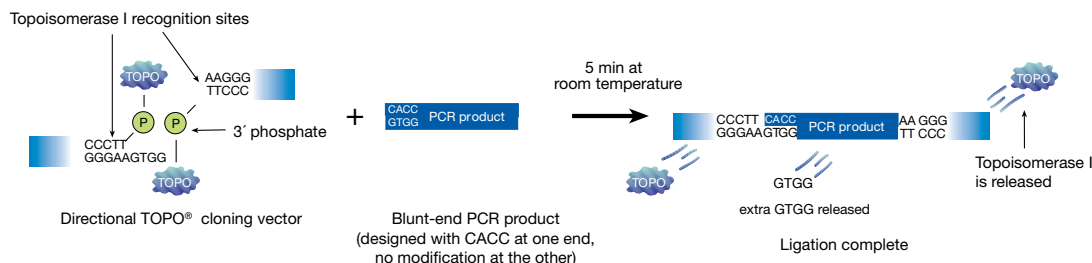 Topoisomerase I recognition sites
TOPO
P
P
AAGGG
TTCCC
3´ phosphate
CCCTT
GGGAAGTGG
TOPO
Directional TOPO® cloning vector
+
CACC
GTGG
PCR product
Blunt-end PCR product
(designed with CACC at one end,
no modification at the other)
5 min at
room temperature
TOPO
CCCTT CACC PCR product AA GGG
GGGAAGTGG TT CCC
TOPO
GTGG
extra GTGG released
Topoisomerase I
is released
Ligation complete